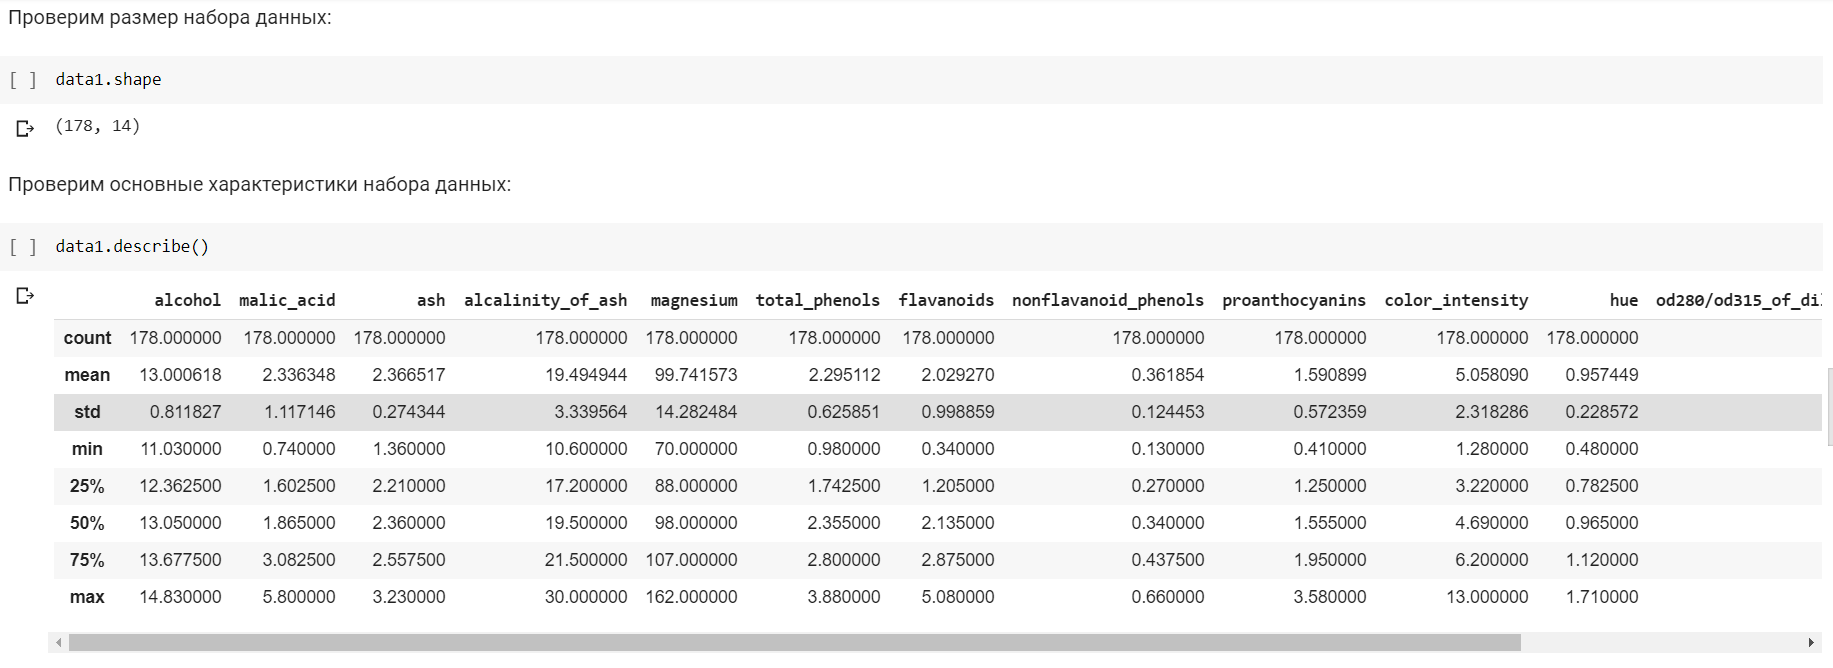 Проверим размер набора данных:
[ ] data1.shape
(178, 14)
Проверим основные характеристики набора данных:
[ ] data1.describe()
alcohol malic_acid ash alcalinity_of_ash magnesium total_phenols flavanoids nonflavanoid_phenols proanthocyanins color_intensity hue od280/od315_of_dil
count 178.000000 178.000000 178.000000 178.000000 178.000000 178.000000 178.000000 178.000000 178.000000 178.000000 178.000000
mean 13.000618 2.336348 2.366517 19.494944 99.741573 2.295112 2.029270 0.361854 1.590899 5.058090 0.957449
std 0.811827 1.117146 0.274344 3.339564 14.282484 0.625851 0.998859 0.124453 0.572359 2.318286 0.228572
min 11.030000 0.740000 1.360000 10.600000 70.000000 0.980000 0.340000 0.130000 0.410000 1.280000 0.480000
25% 12.362500 1.602500 2.210000 17.200000 88.000000 1.742500 1.205000 0.270000 1.250000 3.220000 0.782500
50% 13.050000 1.865000 2.360000 19.500000 98.000000 2.355000 2.135000 0.340000 1.555000 4.690000 0.965000
75% 13.677500 3.082500 2.557500 21.500000 107.000000 2.800000 2.875000 0.437500 1.950000 6.200000 1.120000
max 14.830000 5.800000 3.230000 30.000000 162.000000 3.880000 5.080000 0.660000 3.580000 13.000000 1.710000